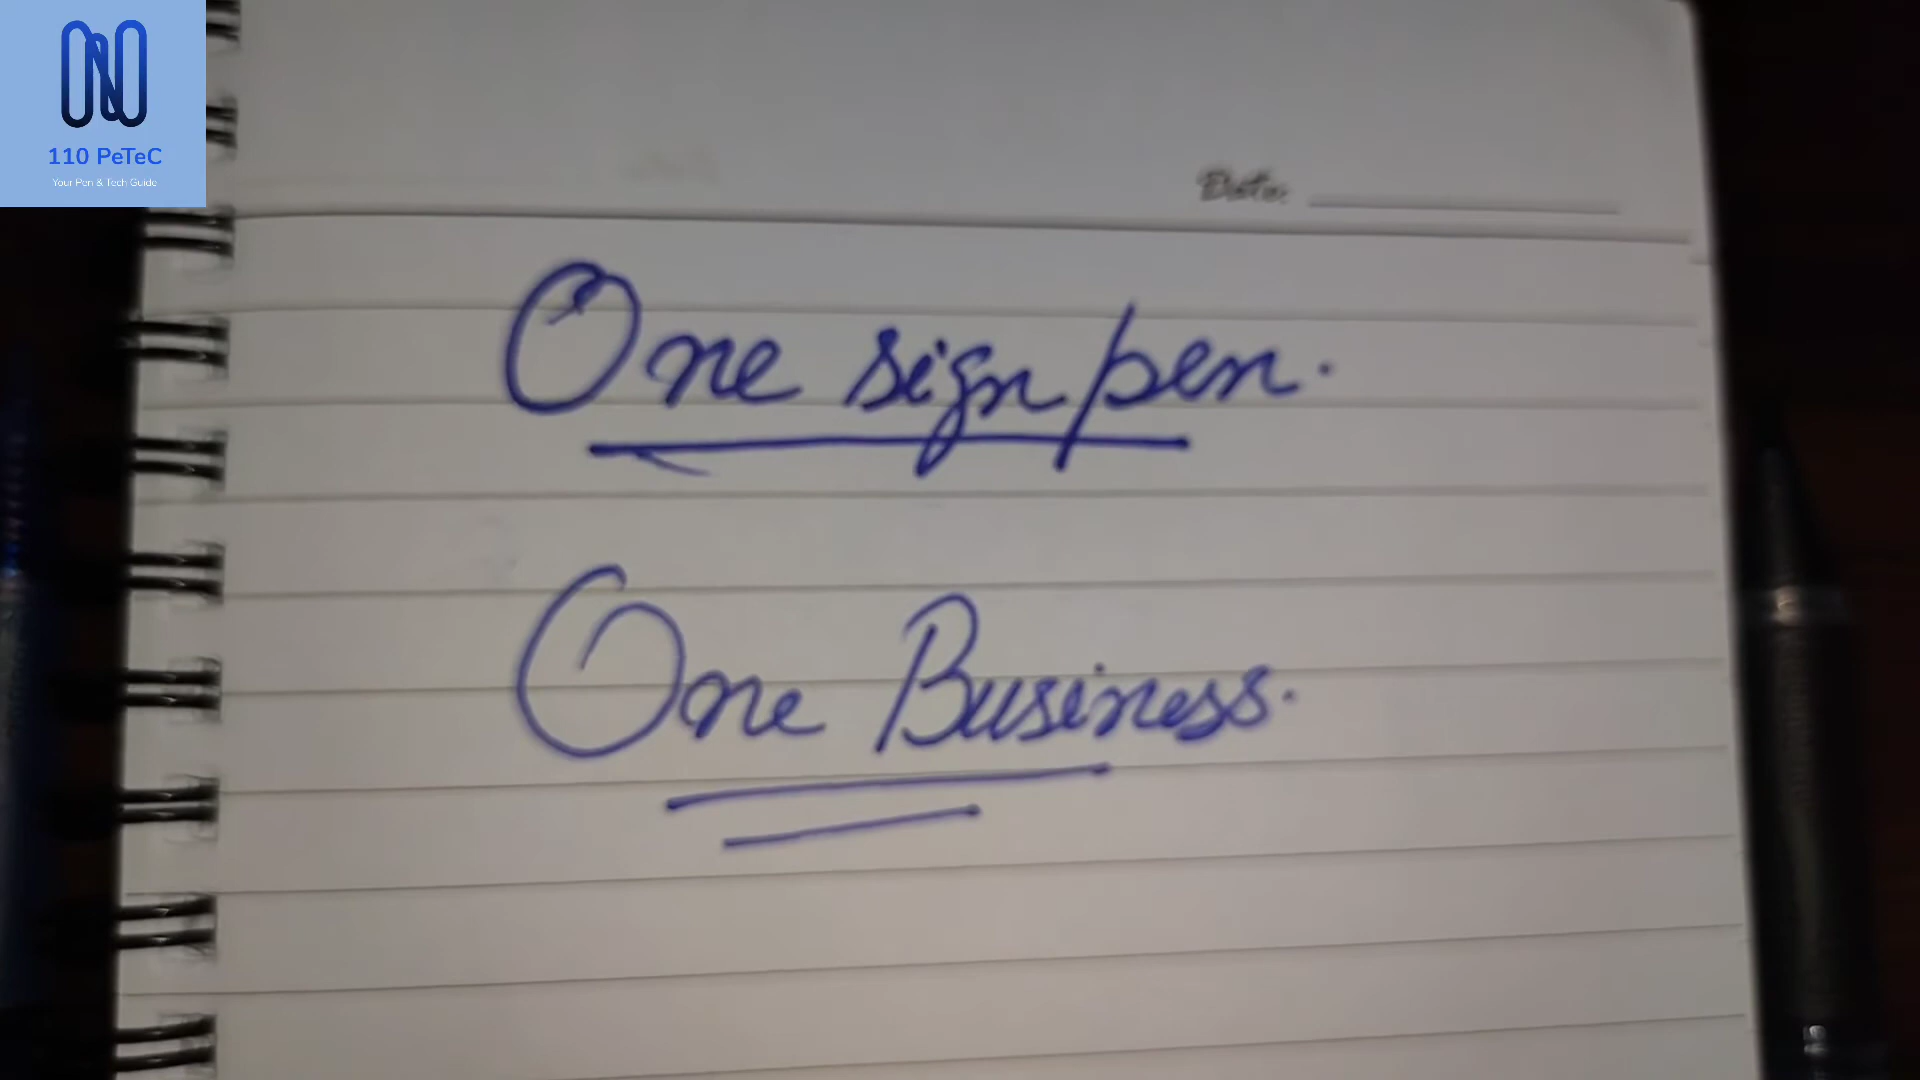 110 PeTeC
Your Pen & Tech Guide
Date:
One sign pen.
One Business.